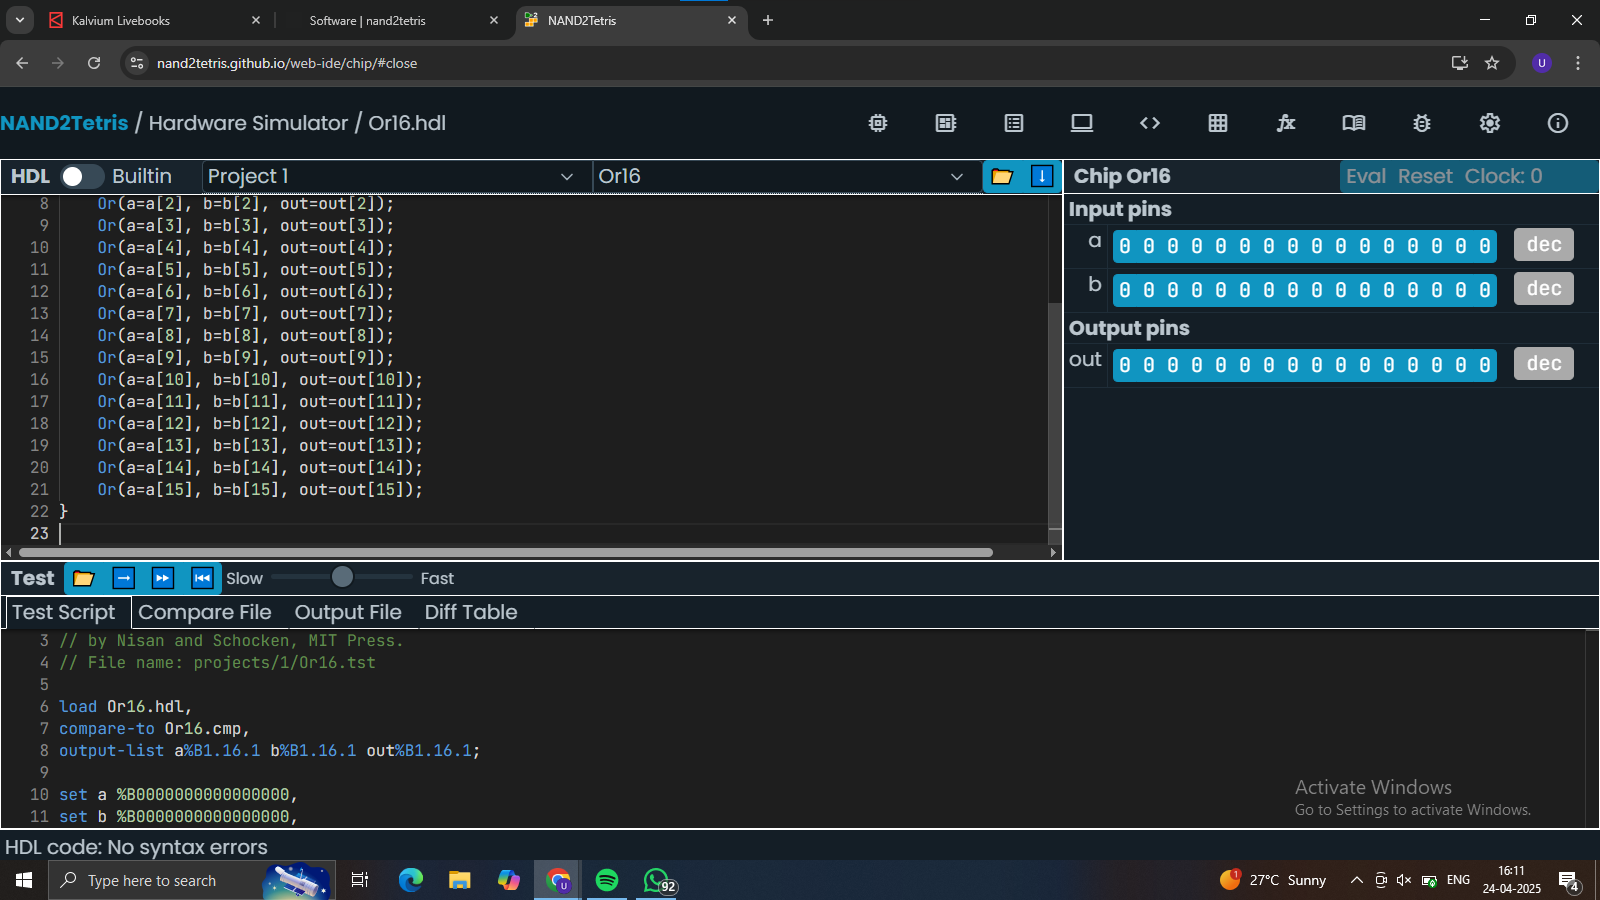 Kalvium Livebooks
Software | nand2tetris
NAND2Tetris
nand2tetris.github.io/web-ide/chip/#close
U
NAND2Tetris / Hardware Simulator / Or16.hdl
HDL Builtin Project 1 Or16
Chip Or16 Eval Reset Clock: 0
8 Or(a=a[2], b=b[2], out=out[2]);
9 Or(a=a[3], b=b[3], out=out[3]);
10 Or(a=a[4], b=b[4], out=out[4]);
11 Or(a=a[5], b=b[5], out=out[5]);
12 Or(a=a[6], b=b[6], out=out[6]);
13 Or(a=a[7], b=b[7], out=out[7]);
14 Or(a=a[8], b=b[8], out=out[8]);
15 Or(a=a[9], b=b[9], out=out[9]);
16 Or(a=a[10], b=b[10], out=out[10]);
17 Or(a=a[11], b=b[11], out=out[11]);
18 Or(a=a[12], b=b[12], out=out[12]);
19 Or(a=a[13], b=b[13], out=out[13]);
20 Or(a=a[14], b=b[14], out=out[14]);
21 Or(a=a[15], b=b[15], out=out[15]);
22 }
23
Input pins
a 0 0 0 0 0 0 0 0 0 0 0 0 0 0 0 0 dec
b 0 0 0 0 0 0 0 0 0 0 0 0 0 0 0 0 dec
Output pins
out 0 0 0 0 0 0 0 0 0 0 0 0 0 0 0 0 dec
Test Slow Fast
Test Script Compare File Output File Diff Table
3 // by Nisan and Schocken, MIT Press.
4 // File name: projects/1/Or16.tst
5
6 load Or16.hdl,
7 compare-to Or16.cmp,
8 output-list a%B1.16.1 b%B1.16.1 out%B1.16.1;
9
10 set a %B0000000000000000,
11 set b %B0000000000000000,
Activate Windows
Go to Settings to activate Windows.
HDL code: No syntax errors
Type here to search
U
92
1
27°C Sunny
ENG
16:11
24-04-2025
4